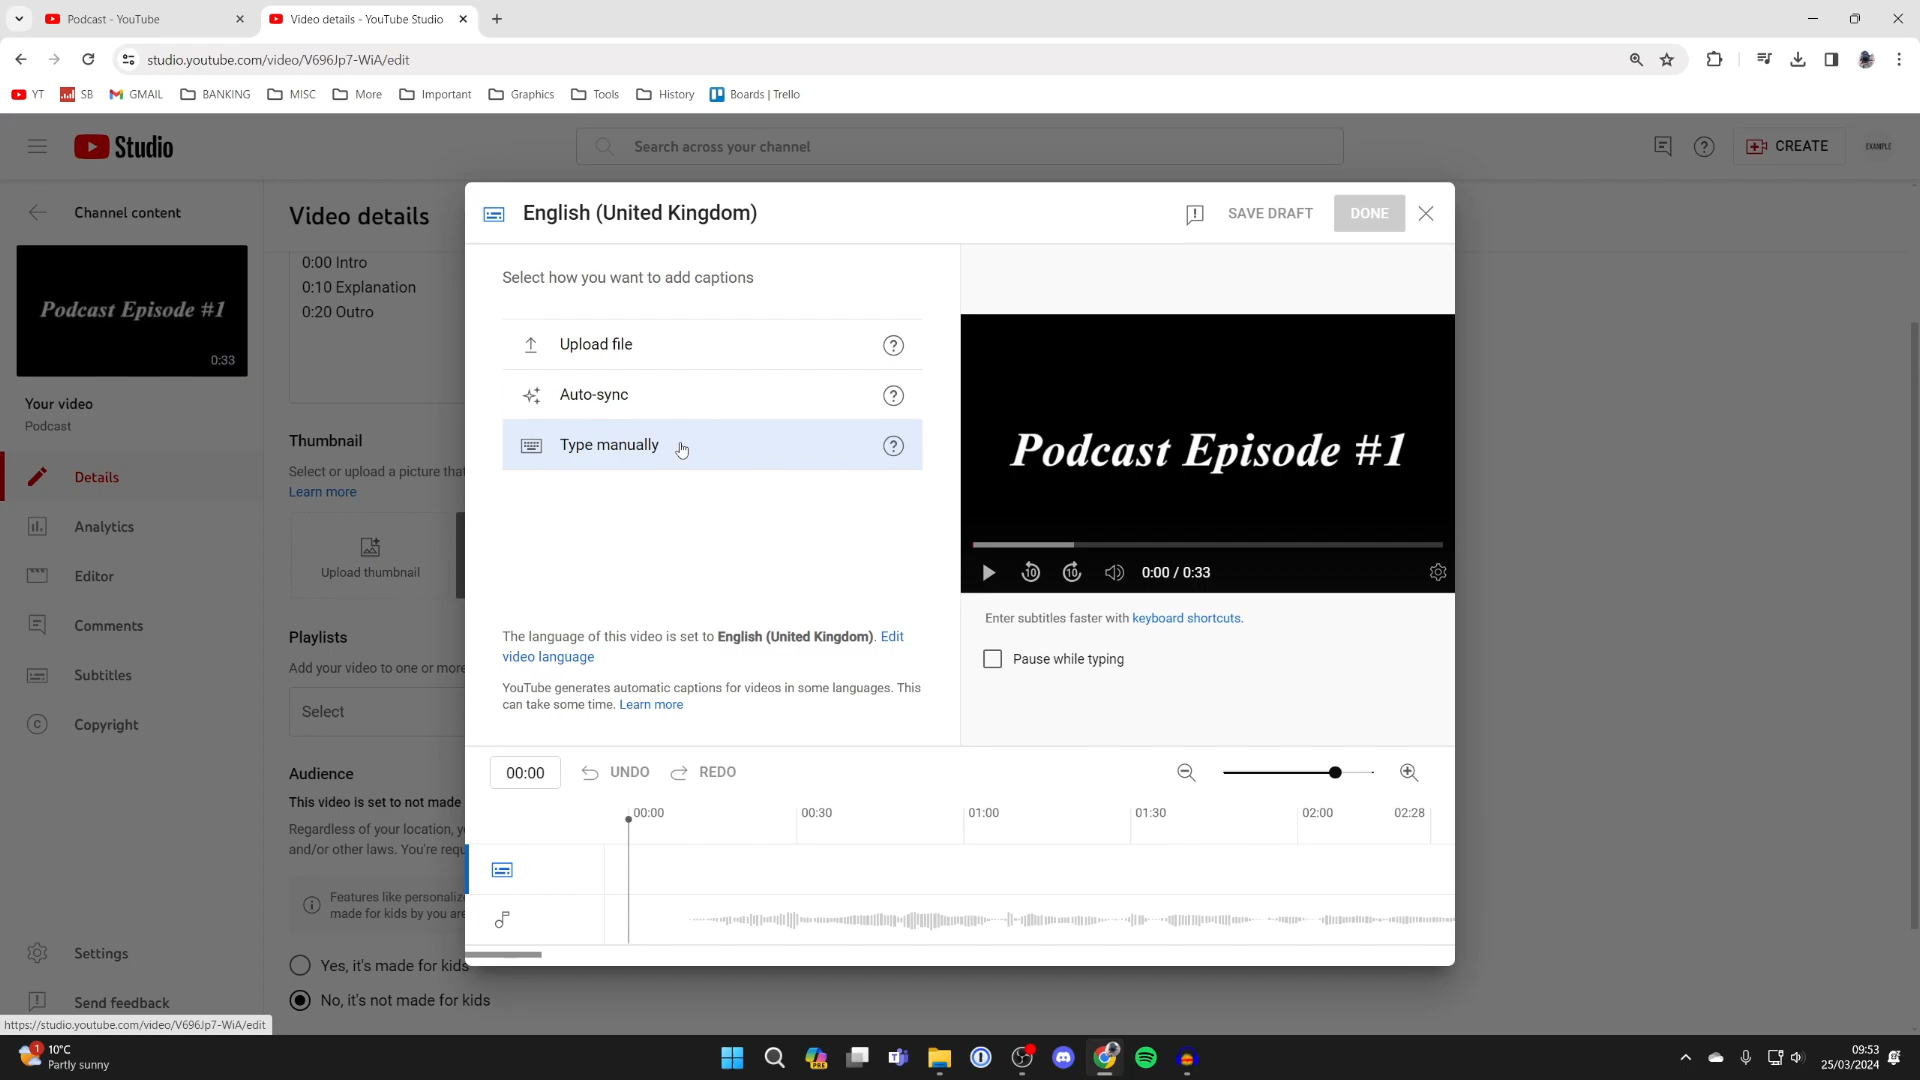 Podcast - YouTube
Video details - YouTube Studio
studio.youtube.com/video/V696Jp7-WiA/edit
YT
SB
GMAIL
BANKING
MISC
More
Important
Graphics
Tools
History
Boards | Trello
Studio
Search across your channel
CREATE
EXAMPLE
Channel content
Podcast Episode #1
0:33
Your video
Podcast
Details
Analytics
Editor
Comments
Subtitles
Copyright
Settings
Send feedback
https://studio.youtube.com/video/V696Jp7-WiA/edit
Video details
0:00 Intro
0:10 Explanation
0:20 Outro
Thumbnail
Select or upload a picture that
Learn more
Upload thumbnail
Playlists
Add your video to one or more
Select
Audience
This video is set to not made
Regardless of your location, y
and/or other laws. You're requ
Features like personaliz
made for kids by you are
Yes, it's made for kids
No, it's not made for kids
English (United Kingdom)
SAVE DRAFT
DONE
Select how you want to add captions
Upload file
Auto-sync
Type manually
The language of this video is set to English (United Kingdom). Edit
video language
YouTube generates automatic captions for videos in some languages. This
can take some time. Learn more
Podcast Episode #1
10
10
0:00 / 0:33
Enter subtitles faster with keyboard shortcuts.
Pause while typing
00:00
UNDO
REDO
00:00
00:30
01:00
01:30
02:00
02:28
1
10°C
Partly sunny
PRE
09:53
25/03/2024